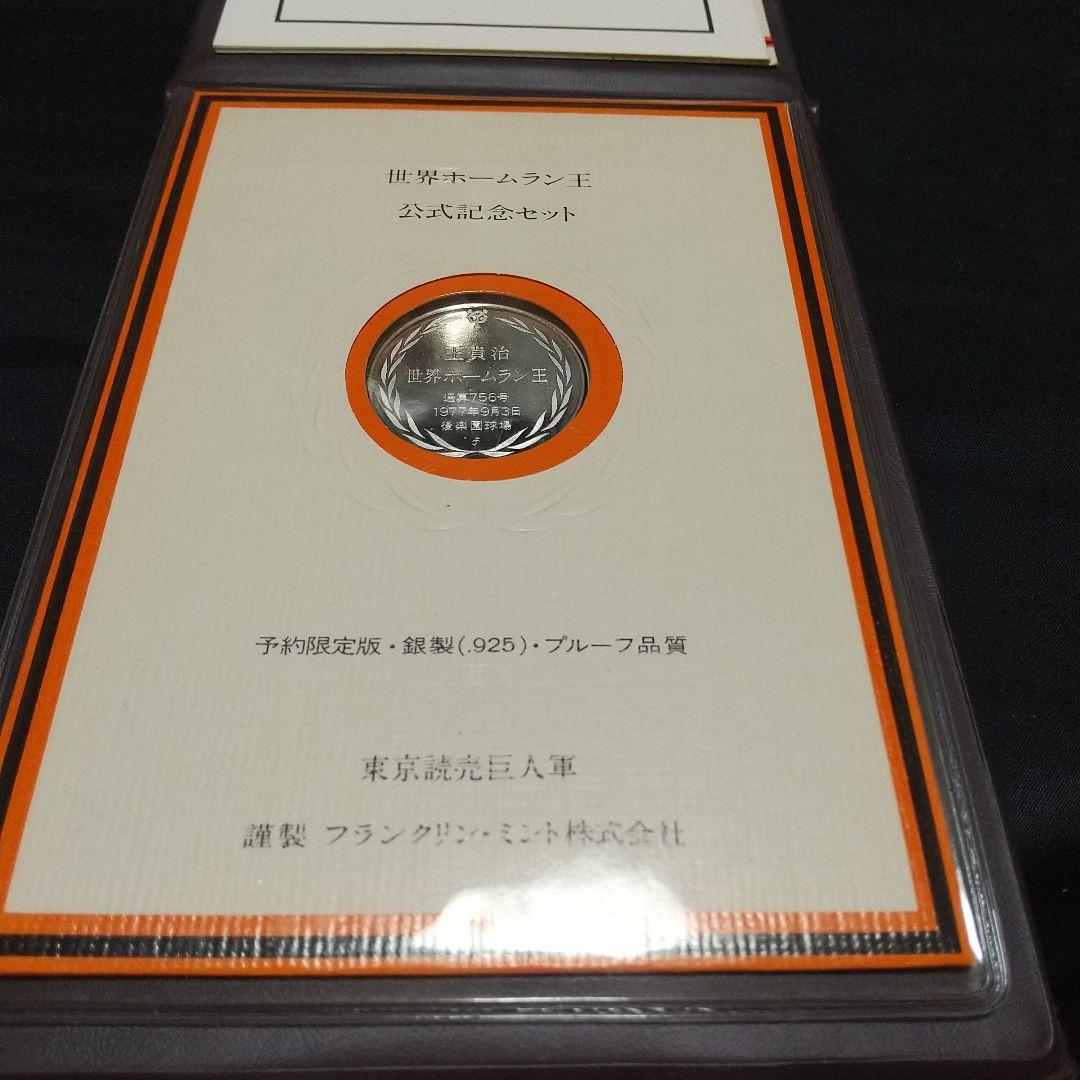 世界ホームラン王
公式記念セット
王貞治
世界ホームラン王
通算756号
1977年9月3日
後楽園球場
予約限定版・銀製(.925)・プルーフ品質
東京読売巨人軍
謹製 フランクリン・ミント株式会社